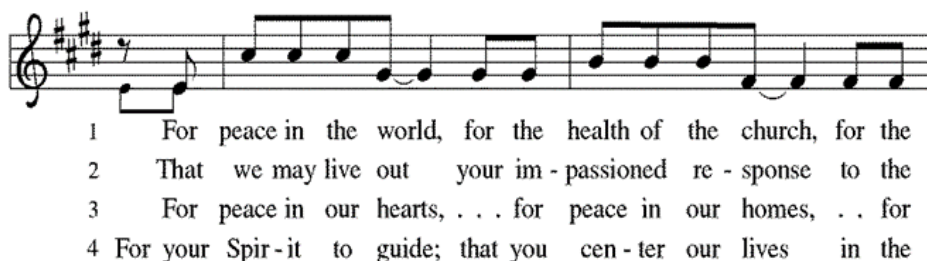 1 For peace in the world, for the health of the church, for the
2 That we may live out your im - passioned re - sponse to the
3 For peace in our hearts, . . . for peace in our homes, . . for
4 For your Spir - it to guide; that you cen - ter our lives in the